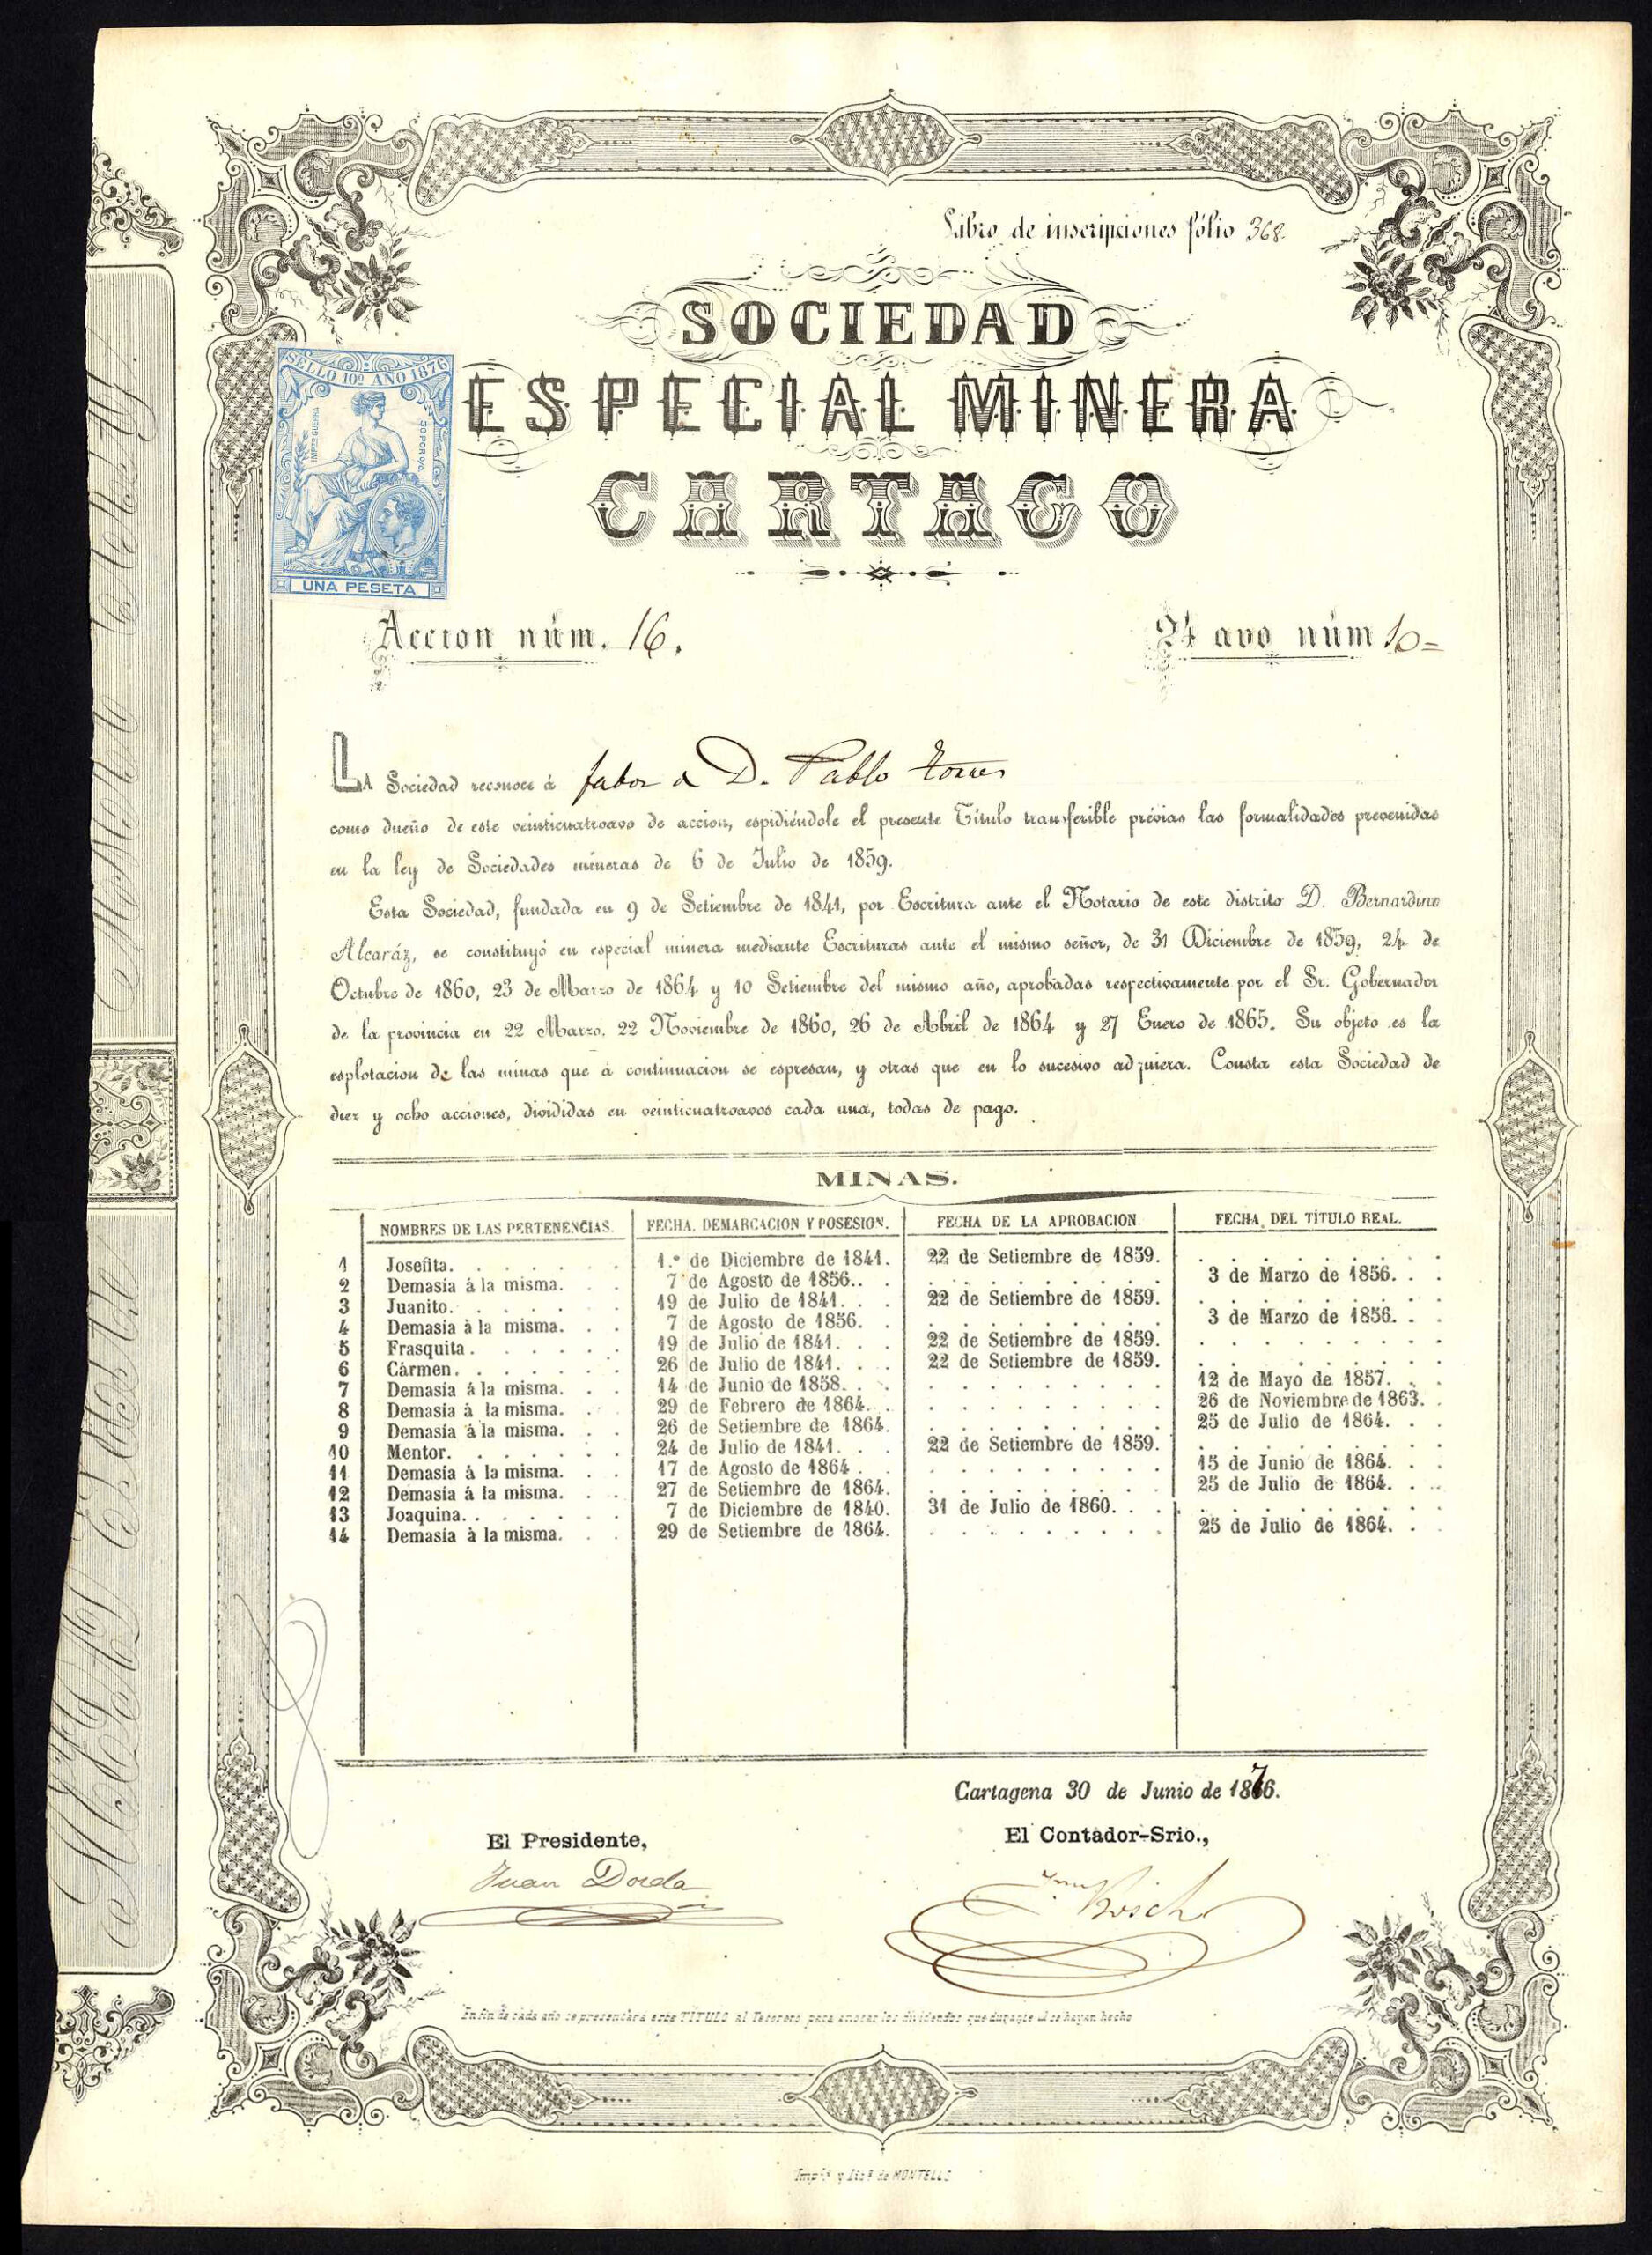 Libro de inscripciones fólio 368.
SOCIEDAD
ESPECIAL MINERA
CARTAGO
SELLO 10º AÑO 1876
IMPTO GUERRA
50 POR 0/0
UNA PESETA
Accion núm. 16.
24 avo núm 10=
LA Sociedad reconoce á fabor a D. Pablo Torres
como dueño de este veinticuatroavo de accion, espidiéndole el presente Título transferible prévias las formalidades prevenidas
en la ley de Sociedades mineras de 6 de Julio de 1859.
Esta Sociedad, fundada en 9 de Setiembre de 1841, por Escritura ante el Notario de este distrito D. Bernardino
Alcaráz, se constituyó en especial minera mediante Escrituras ante el mismo señor, de 31 Diciembre de 1859, 24 de
Octubre de 1860, 23 de Marzo de 1864 y 10 Setiembre del mismo año, aprobadas respectivamente por el Sr. Gobernador
de la provincia en 22 Marzo, 22 Noviembre de 1860, 26 de Abril de 1864 y 27 Enero de 1865. Su objeto es la
esplotacion de las minas que á continuacion se espresan, y otras que en lo sucesivo adquiera. Consta esta Sociedad de
diez y ocho acciones, divididas en veinticuatroavos cada una, todas de pago.
MINAS.
NOMBRES DE LAS PERTENENCIAS. FECHA, DEMARCACION Y POSESION. FECHA DE LA APROBACION FECHA DEL TÍTULO REAL.
1 Josefita. 1.º de Diciembre de 1841. 22 de Setiembre de 1859.
2 Demasía á la misma. 7 de Agosto de 1856. 3 de Marzo de 1856.
3 Juanito. 19 de Julio de 1841. 22 de Setiembre de 1859.
4 Demasía à la misma. 7 de Agosto de 1856. 3 de Marzo de 1856.
5 Frasquita. 19 de Julio de 1841. 22 de Setiembre de 1859.
6 Cármen. 26 de Julio de 1841. 22 de Setiembre de 1859.
7 Demasía á la misma. 14 de Junio de 1858. 12 de Mayo de 1857.
8 Demasía à la misma. 29 de Febrero de 1864. 26 de Noviembre de 1863.
9 Demasía à la misma. 26 de Setiembre de 1864. 25 de Julio de 1864.
10 Mentor. 24 de Julio de 1841. 22 de Setiembre de 1859.
11 Demasía à la misma. 17 de Agosto de 1864. 15 de Junio de 1864.
12 Demasía á la misma. 27 de Setiembre de 1864. 25 de Julio de 1864.
13 Joaquina. 7 de Diciembre de 1840. 31 de Julio de 1860.
14 Demasía à la misma. 29 de Setiembre de 1864. 25 de Julio de 1864.
Cartagena 30 de Junio de 1876.
El Presidente,
El Contador-Srio.,
Juan Dorda
Bosch
En fin de cada año se presentará este TÍTULO al Tesorero para anotar los dividendos que durante él se hayan hecho
Impta y Lita de MONTELLS